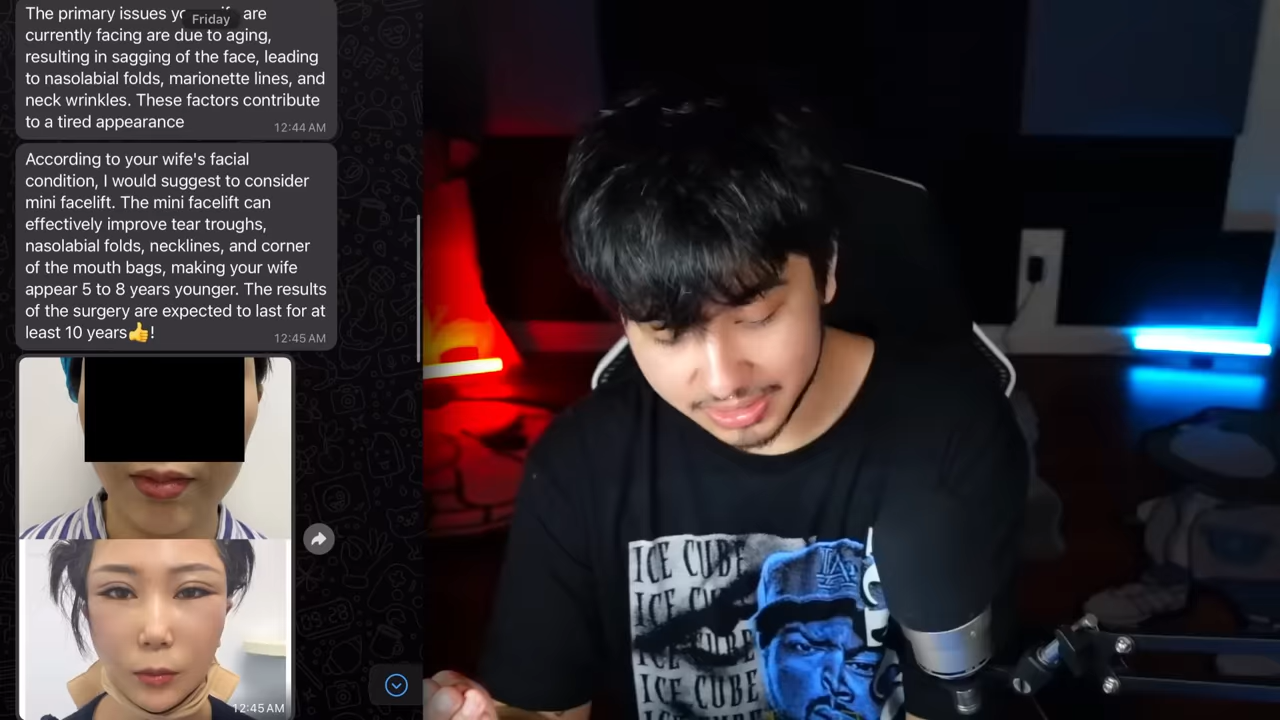 The primary issues
Friday
are
currently facing are due to aging,
resulting in sagging of the face, leading
to nasolabial folds, marionette lines, and
neck wrinkles. These factors contribute
to a tired appearance
12:44 AM
According to your wife's facial
condition, I would suggest to consider
mini facelift. The mini facelift can
effectively improve tear troughs,
nasolabial folds, necklines, and corner
of the mouth bags, making your wife
appear 5 to 8 years younger. The results
of the surgery are expected to last for at
least 10 years👍!
12:45 AM
12:45 AM
ICE CUBE
ICE
ICE
ICE CUBE
LA